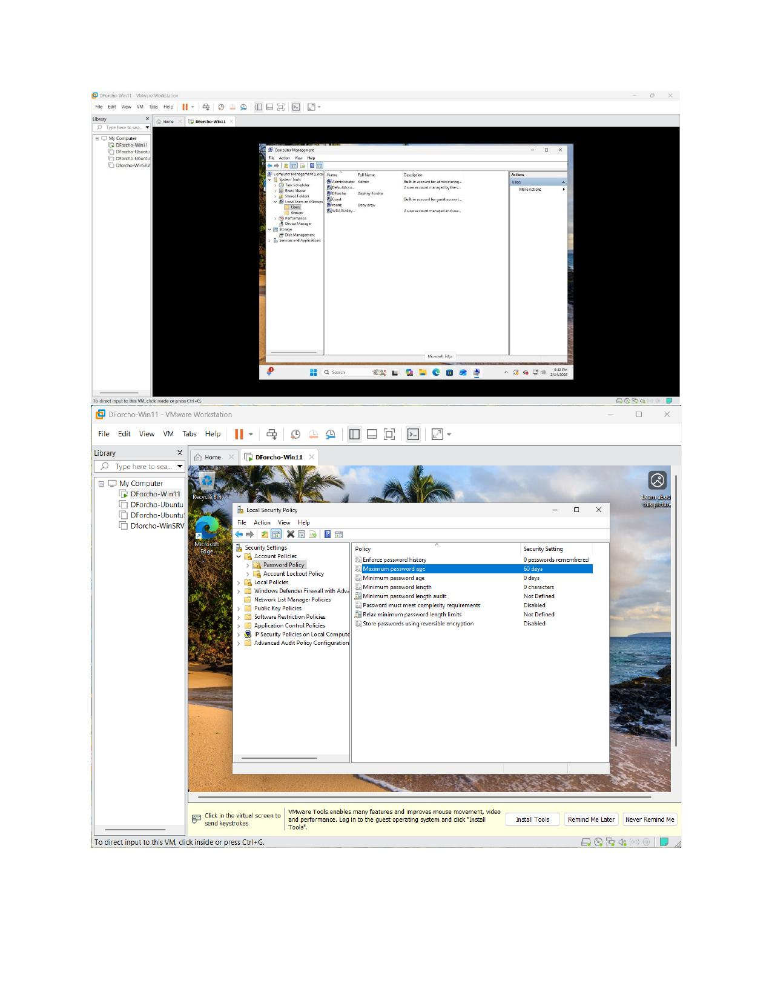 DForcho-Win11 - VMware Workstation
File Edit View VM Tabs Help
Library
Home
DForcho-Win11
Type here to sea...
My Computer
DForcho-Win11
DForcho-Ubuntu
DForcho-Ubuntu
Dforcho-WinSRV
Computer Management
File Action View Help
Computer Management (Local
System Tools
Task Scheduler
Event Viewer
Shared Folders
Local Users and Groups
Users
Groups
Performance
Device Manager
Storage
Disk Management
Services and Applications
Name Full Name Description
Administrator Admin Built-in account for administering...
DefaultAcco... A user account managed by the s...
DForcho Daphny Forcho
Guest Built-in account for guest access t...
Dany drew
WDAGUtility... A user account managed and use...
Actions
Users
More Actions
Microsoft Edge
Search
9:42 PM
2/14/2026
To direct input to this VM, click inside or press Ctrl+G.
DForcho-Win11 - VMware Workstation
File Edit View VM Tabs Help
Library
Home
DForcho-Win11
Type here to sea...
My Computer
DForcho-Win11
DForcho-Ubuntu
DForcho-Ubuntu
Dforcho-WinSRV
Recycle Bin
Microsoft
Edge
Learn about
this picture
Local Security Policy
File Action View Help
Security Settings
Account Policies
Password Policy
Account Lockout Policy
Local Policies
Windows Defender Firewall with Adva
Network List Manager Policies
Public Key Policies
Software Restriction Policies
Application Control Policies
IP Security Policies on Local Compute
Advanced Audit Policy Configuration
Policy Security Setting
Enforce password history 0 passwords remembered
Maximum password age 60 days
Minimum password age 0 days
Minimum password length 0 characters
Minimum password length audit Not Defined
Password must meet complexity requirements Disabled
Relax minimum password length limits Not Defined
Store passwords using reversible encryption Disabled
Click in the virtual screen to
send keystrokes
VMware Tools enables many features and improves mouse movement, video
and performance. Log in to the guest operating system and click "Install
Tools".
Install Tools
Remind Me Later
Never Remind Me
To direct input to this VM, click inside or press Ctrl+G.